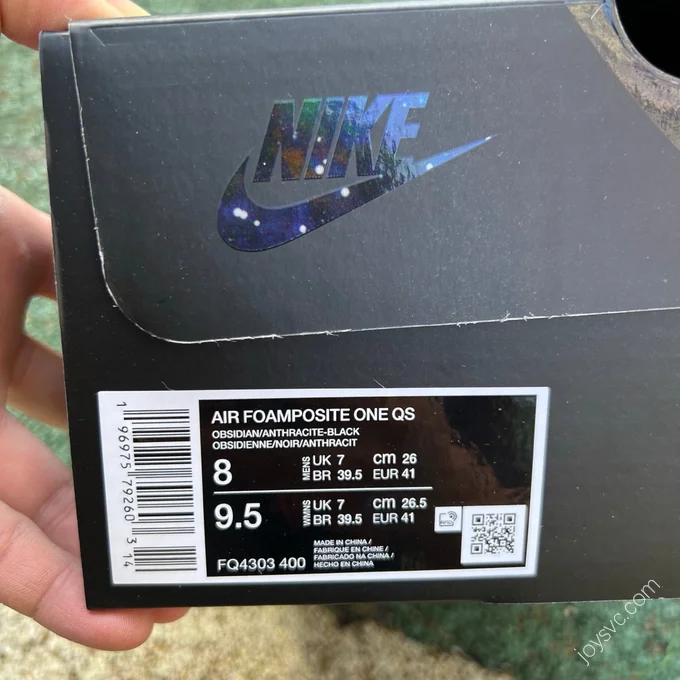 NIKE
AIR FOAMPOSITE ONE QS
OBSIDIAN/ANTHRACITE-BLACK
OBSIDIENNE/NOIR/ANTHRACIT
8 MENS UK 7 cm 26
BR 39.5 EUR 41
9.5 WMNS UK 7 cm 26.5
BR 39.5 EUR 41
FQ4303 400
MADE IN CHINA /
FABRIQUE EN CHINE /
FABRICADO NA CHINA /
HECHO EN CHINA
1 96975 79260 3 14
joysvc.com